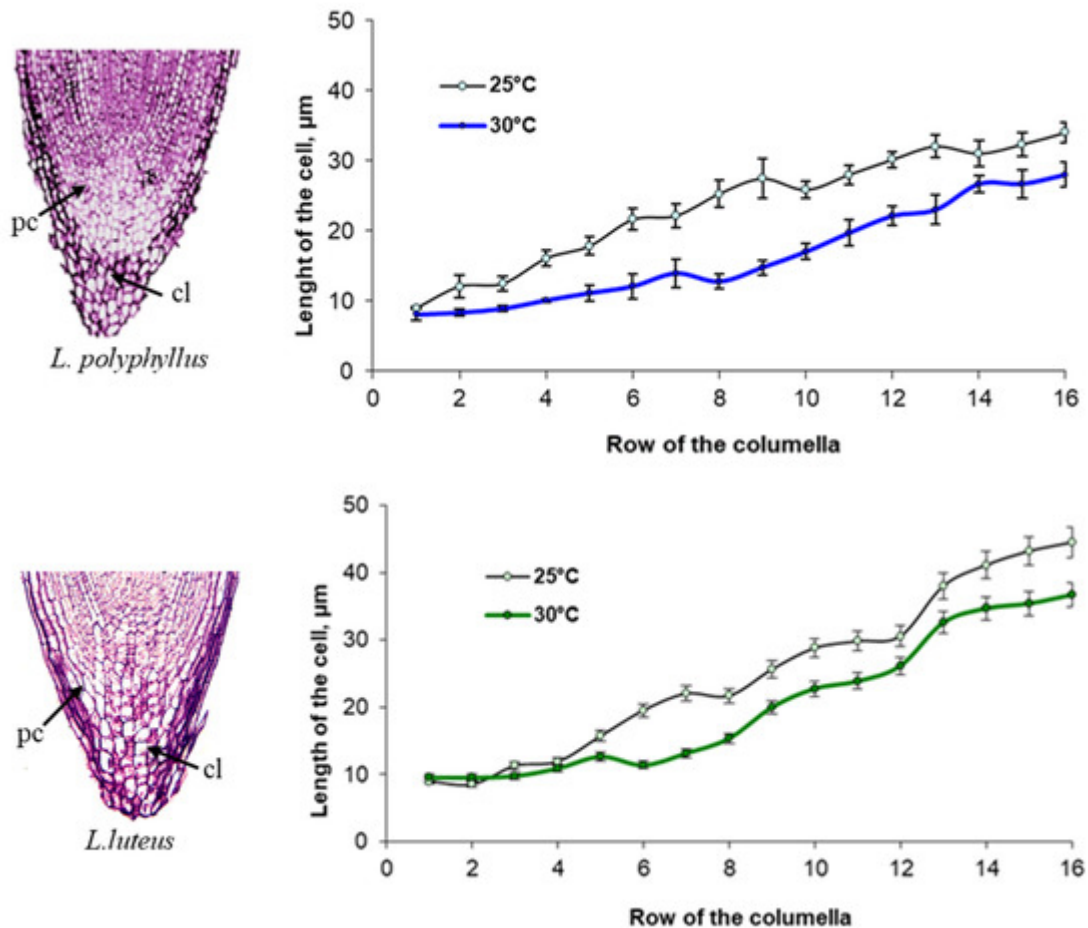 50
40
30
20
10
0
Lenght of the cell, µm
25°C
30°C
0 2 4 6 8 10 12 14 16
Row of the columella
pc
cl
L. polyphyllus
50
40
30
20
10
0
Length of the cell, µm
25°C
30°C
0 2 4 6 8 10 12 14 16
Row of the columella
pc
cl
L.luteus